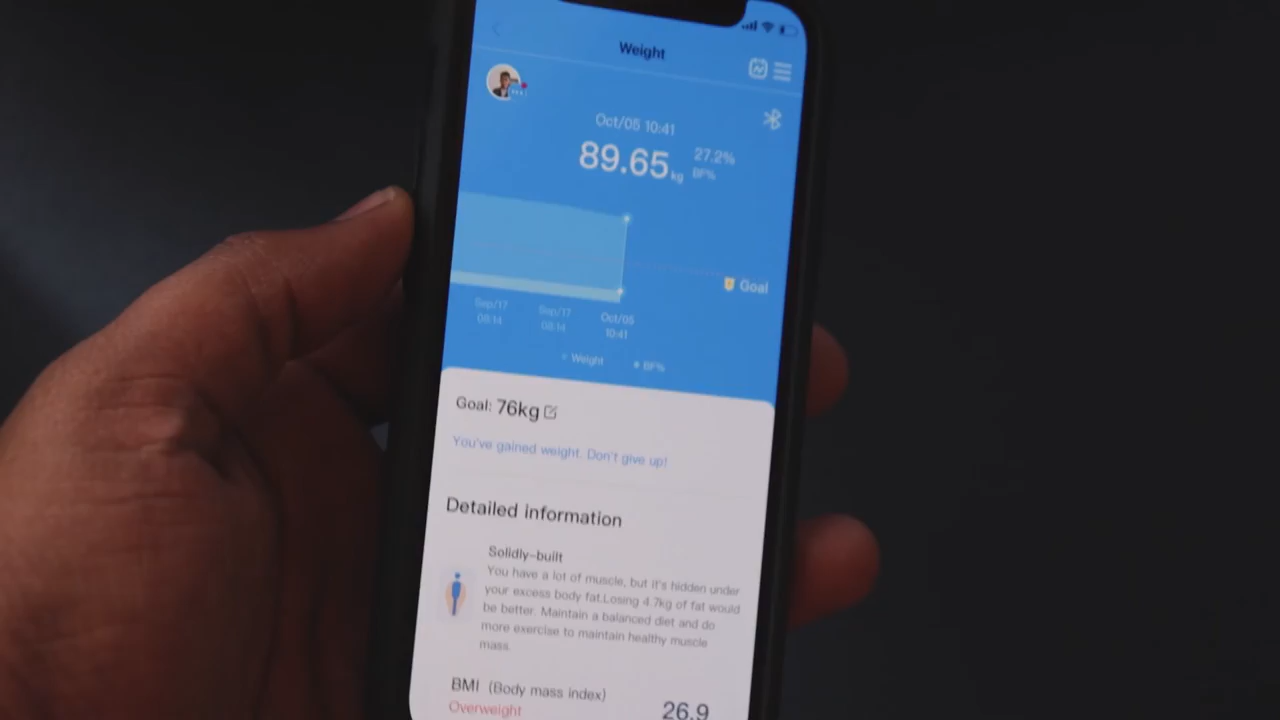 Weight
Oct/05 10:41
89.65 kg 27.2%
BF%
Goal
Sep/17 Sep/17 Oct/05
08:14 08:14 10:41
Weight BF%
Goal: 76kg
You've gained weight. Don't give up!
Detailed information
Solidly-built
You have a lot of muscle, but it's hidden under
your excess body fat.Losing 4.7kg of fat would
be better. Maintain a balanced diet and do
more exercise to maintain healthy muscle
mass.
BMI (Body mass index)
26.9
Overweight